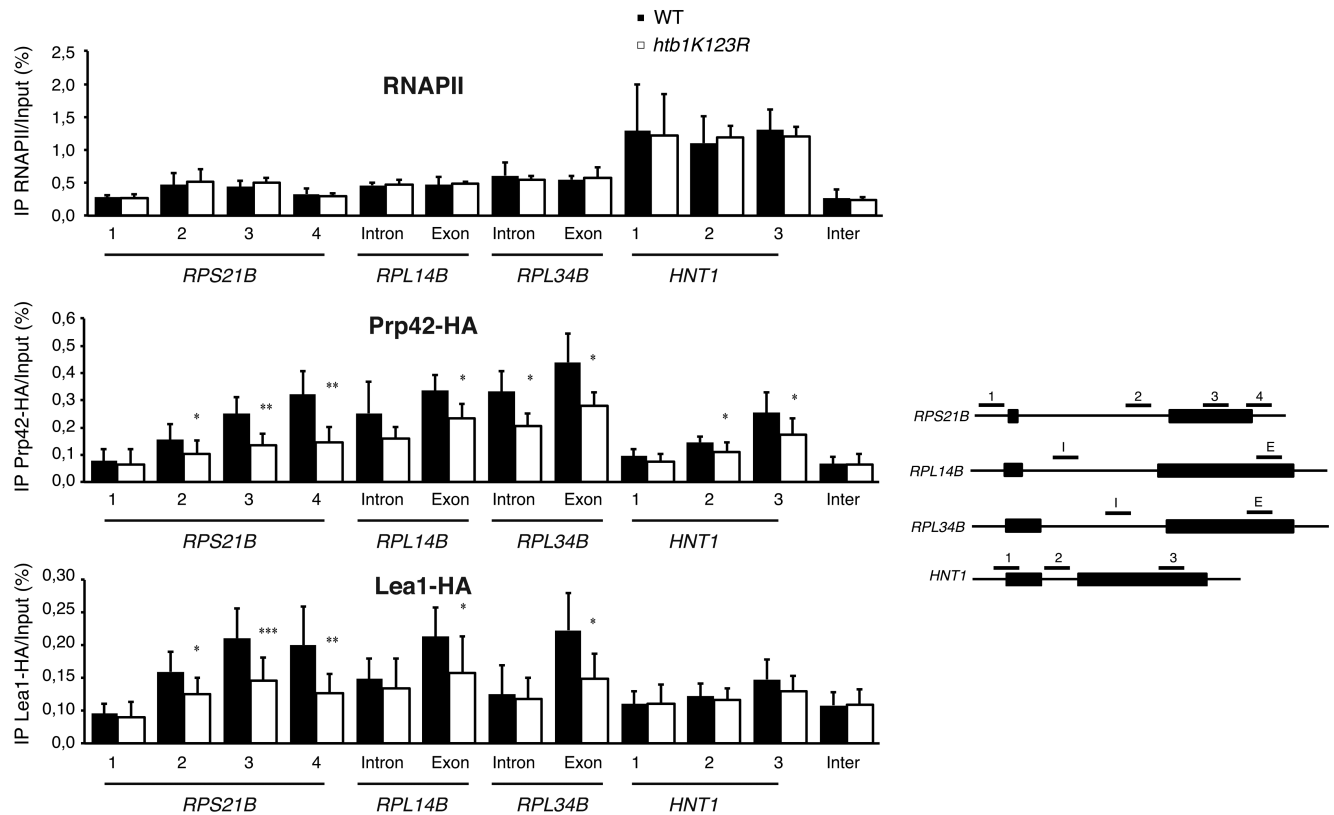 WT
htb1K123R
RNAPII
IP RNAPII/Input (%)
2,5
2,0
1,5
1,0
0,5
0,0
1 2 3 4 Intron Exon Intron Exon 1 2 3 Inter
RPS21B RPL14B RPL34B HNT1
Prp42-HA
IP Prp42-HA/Input (%)
0,6
0,5
0,4
0,3
0,2
0,1
0,0
* ** ** * * * * *
1 2 3 4 Intron Exon Intron Exon 1 2 3 Inter
RPS21B RPL14B RPL34B HNT1
Lea1-HA
IP Lea1-HA/Input (%)
0,30
0,25
0,20
0,15
0,10
0,0
* *** ** * *
1 2 3 4 Intron Exon Intron Exon 1 2 3 Inter
RPS21B RPL14B RPL34B HNT1
1 2 3 4
RPS21B
I E
RPL14B
I E
RPL34B
1 2 3
HNT1